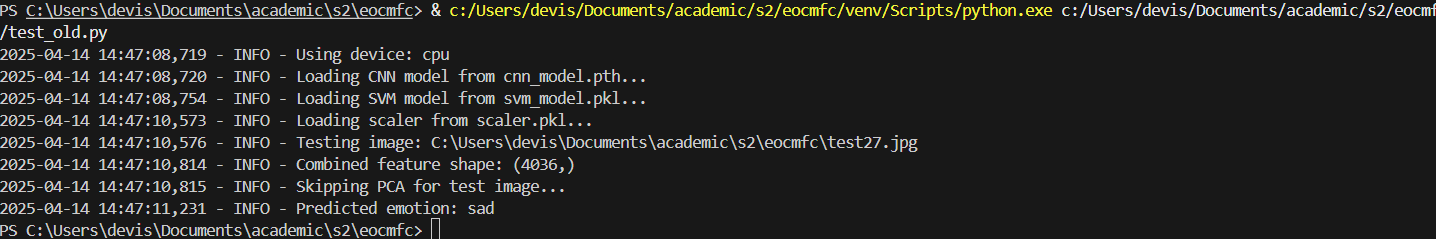 PS C:\Users\devis\Documents\academic\s2\eocmfc> & c:/Users/devis/Documents/academic/s2/eocmfc/venv/Scripts/python.exe c:/Users/devis/Documents/academic/s2/eocmf
/test_old.py
2025-04-14 14:47:08,719 - INFO - Using device: cpu
2025-04-14 14:47:08,720 - INFO - Loading CNN model from cnn_model.pth...
2025-04-14 14:47:08,754 - INFO - Loading SVM model from svm_model.pkl...
2025-04-14 14:47:10,573 - INFO - Loading scaler from scaler.pkl...
2025-04-14 14:47:10,576 - INFO - Testing image: C:\Users\devis\Documents\academic\s2\eocmfc\test27.jpg
2025-04-14 14:47:10,814 - INFO - Combined feature shape: (4036,)
2025-04-14 14:47:10,815 - INFO - Skipping PCA for test image...
2025-04-14 14:47:11,231 - INFO - Predicted emotion: sad
PS C:\Users\devis\Documents\academic\s2\eocmfc>